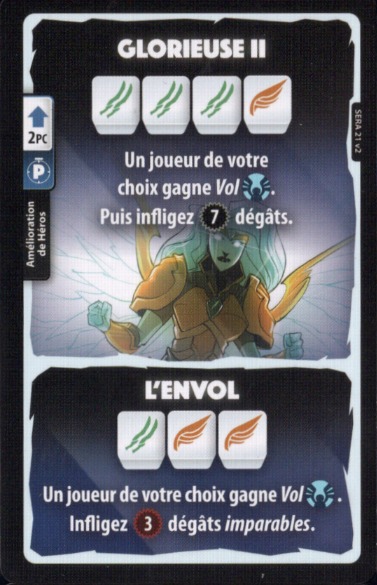 GLORIEUSE II
2PC
P
Amélioration
de Héros
SERA 21 v2
Un joueur de votre
choix gagne Vol.
Puis infligez 7 dégâts.
L'ENVOL
Un joueur de votre choix gagne Vol.
Infligez 3 dégâts imparables.